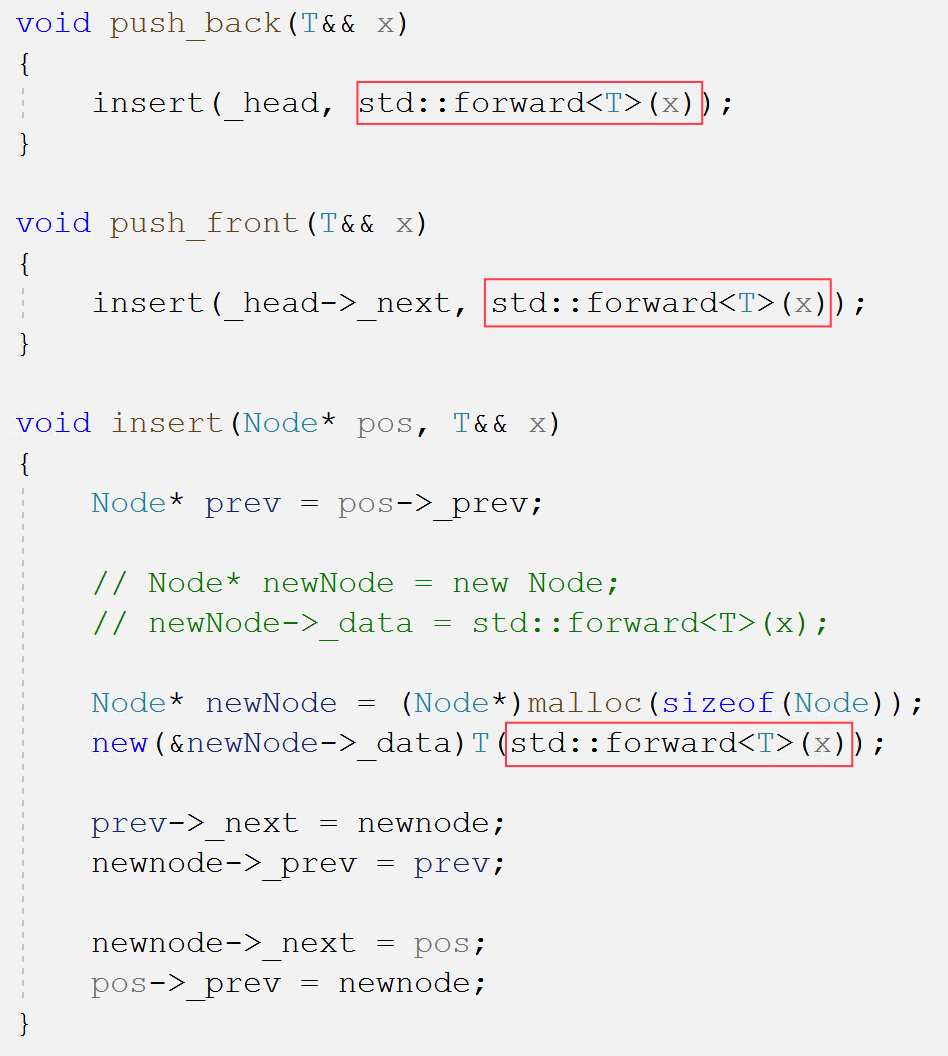 void push_back(T&& x)
{
    insert(_head, std::forward<T>(x));
}

void push_front(T&& x)
{
    insert(_head->_next, std::forward<T>(x));
}

void insert(Node* pos, T&& x)
{
    Node* prev = pos->_prev;

    // Node* newNode = new Node;
    // newNode->_data = std::forward<T>(x);

    Node* newNode = (Node*)malloc(sizeof(Node));
    new(&newNode->_data)T(std::forward<T>(x));

    prev->_next = newnode;
    newnode->_prev = prev;

    newnode->_next = pos;
    pos->_prev = newnode;
}